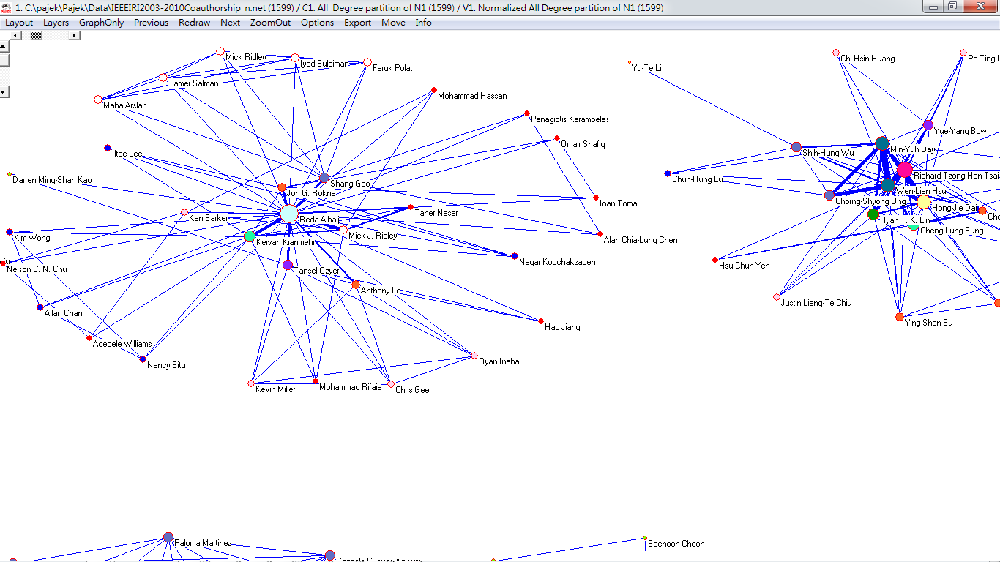 1. C:\pajek\Pajek\Data\IEEEIRI2003-2010Coauthorship_n.net (1599) / C1. All Degree partition of N1 (1599) / V1. Normalized All Degree partition of N1 (1599)
Layout Layers GraphOnly Previous Redraw Next ZoomOut Options Export Move Info
Mick Ridley
Iyad Suleiman
Faruk Polat
Tamer Salman
Maha Arslan
Mohammad Hassan
Panagiotis Karampelas
Omair Shafiq
Iltae Lee
Darren Ming-Shan Kao
Shang Gao
Jon G. Rokne
Ioan Toma
Ken Barker
Reda Alhajj
Taher Naser
Mick J. Ridley
Kim Wong
Keivan Kianmehr
Alan Chia-Lung Chen
Negar Koochakzadeh
Nelson C. N. Chu
Tansel Ozyer
Anthony Lo
Allan Chan
Hao Jiang
Adepele Williams
Nancy Situ
Ryan Inaba
Kevin Miller
Mohammad Rifaie
Chris Gee
Yu-Te Li
Chi-Hsin Huang
Po-Ting
Yue-Yang Bow
Min-Yuh Day
Shih-Hung Wu
Richard Tzong-Han Tsai
Chun-Hung Lu
Wen-Lian Hsu
Chorng-Shyong Ong
Hong-Jie Dai
Ryan T. K. Lin
Cheng-Lung Sung
Hsu-Chun Yen
Justin Liang-Te Chiu
Ying-Shan Su
Paloma Martinez
Saehoon Cheon